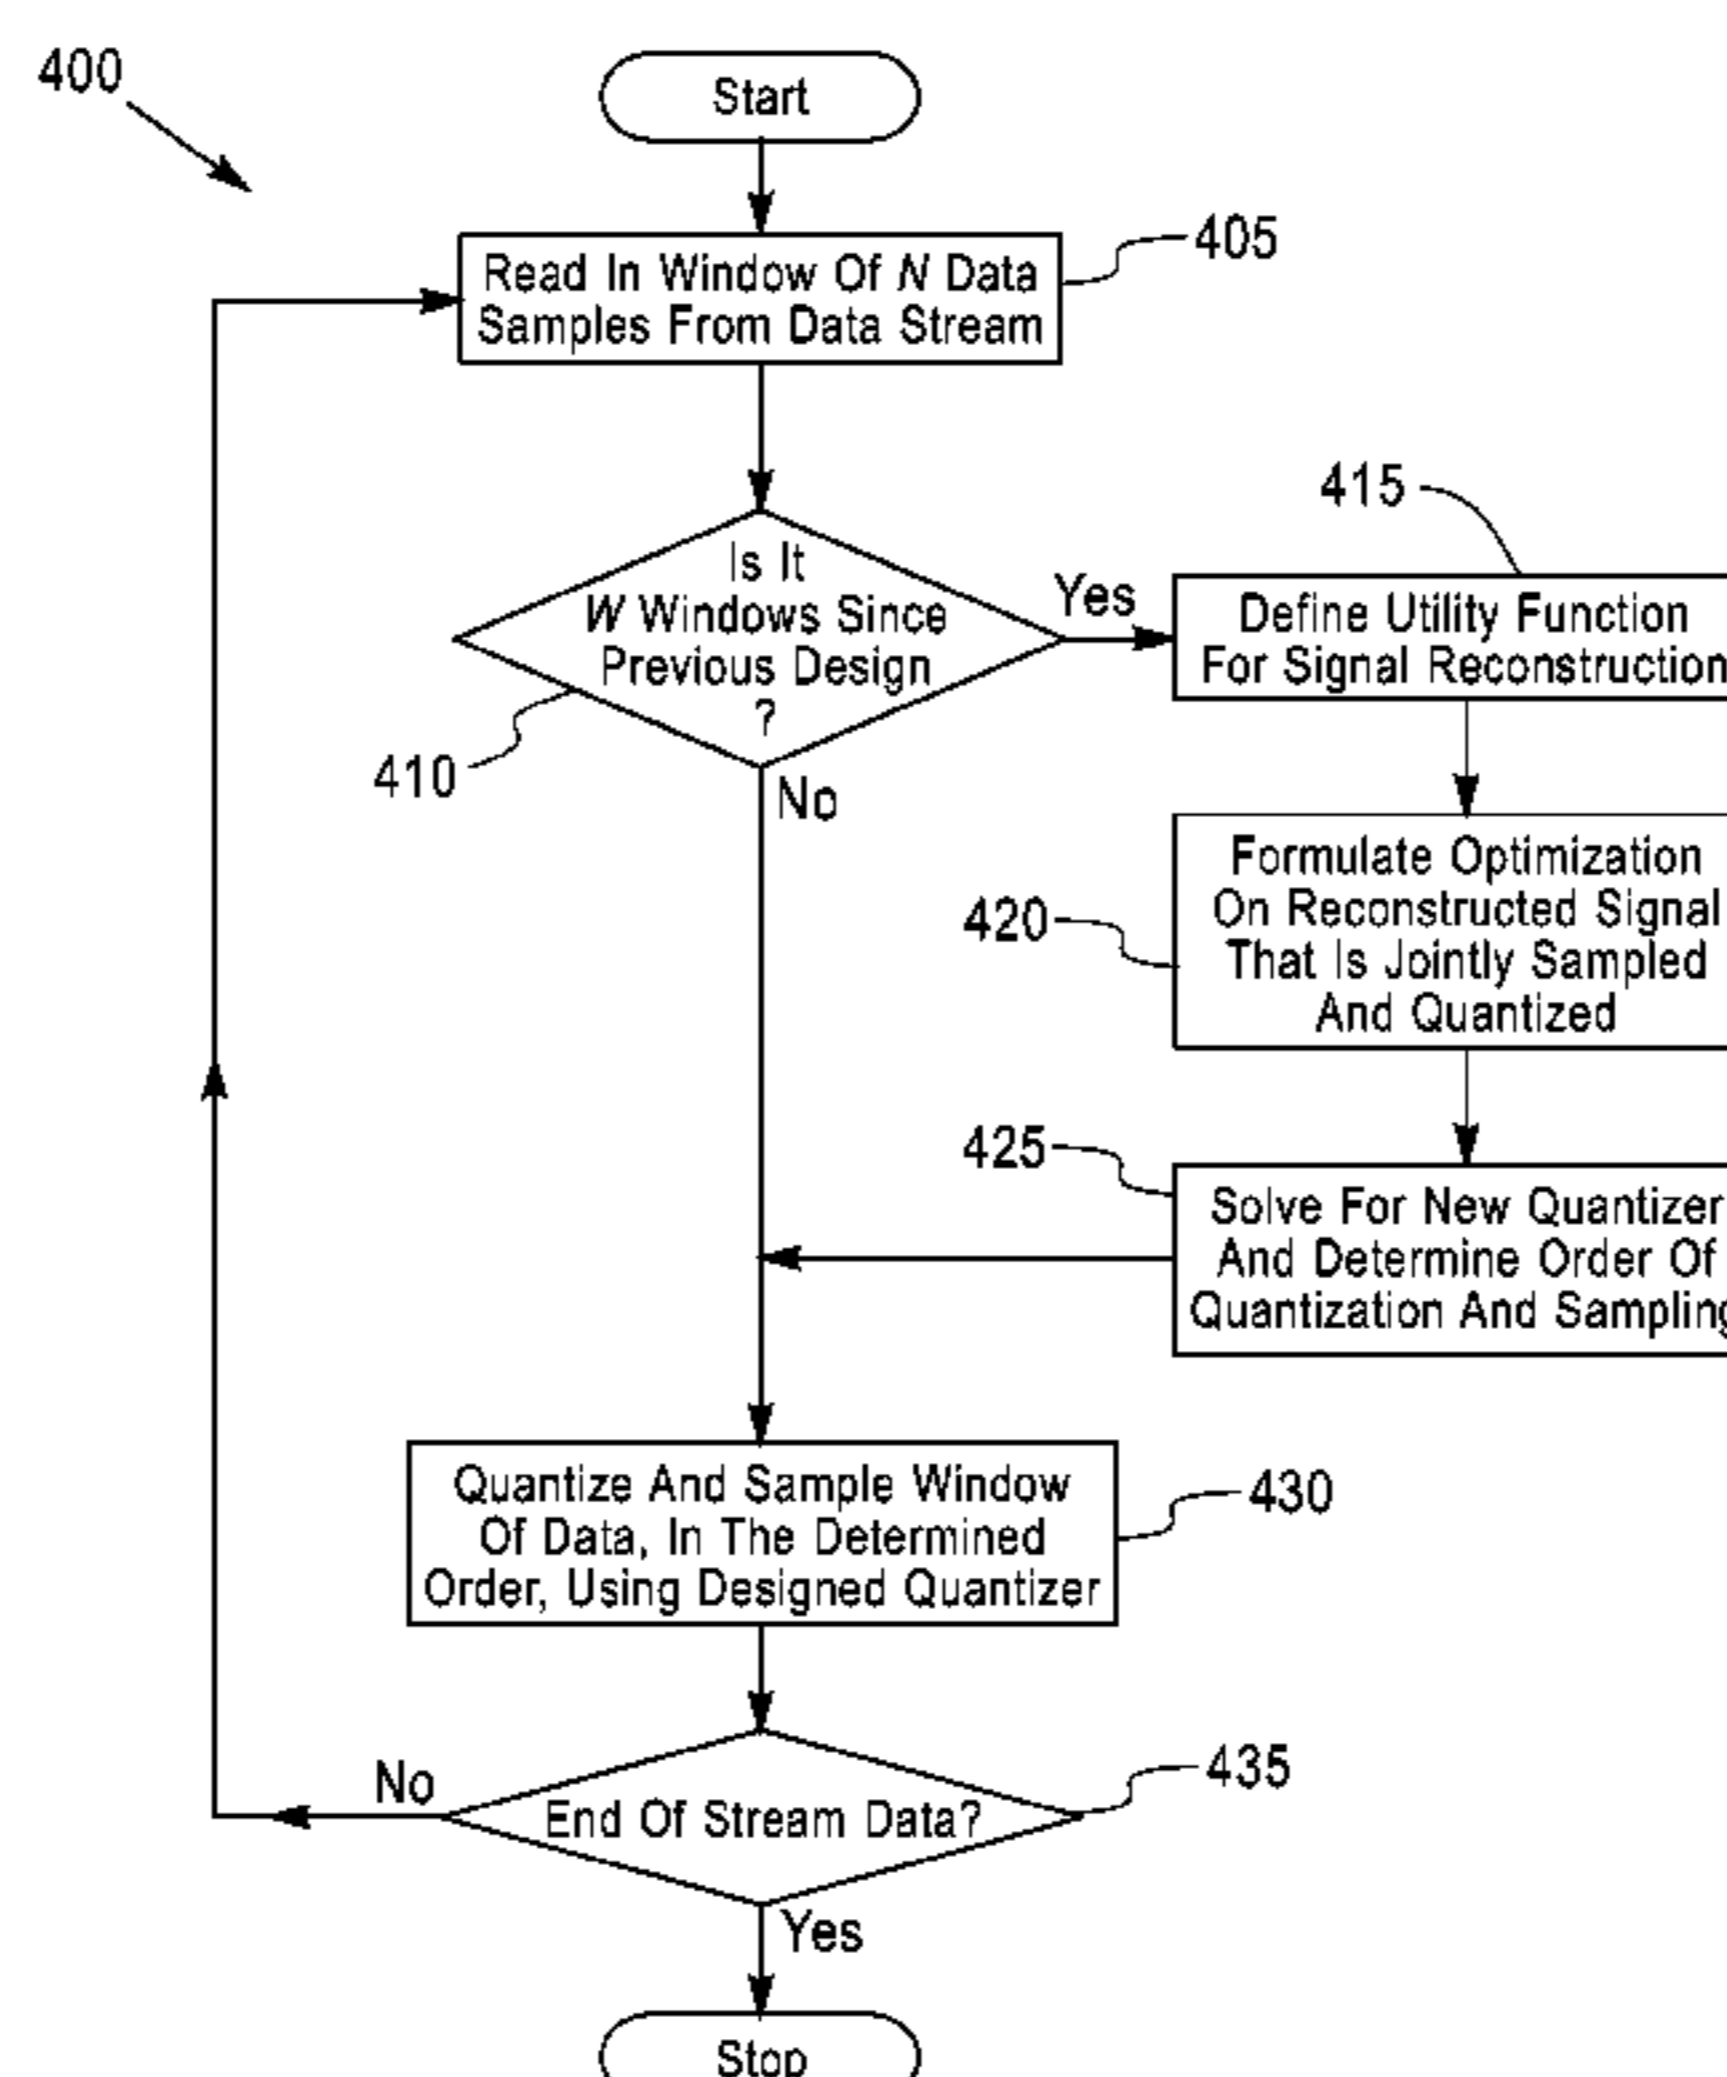 400
Start
405
Read In Window Of N Data
Samples From Data Stream
415
Is It
W Windows Since
Previous Design
?
Yes
410
No
Define Utility Function
For Signal Reconstruction
420
Formulate Optimization
On Reconstructed Signal
That Is Jointly Sampled
And Quantized
425
Solve For New Quantizer
And Determine Order Of
Quantization And Sampling
Quantize And Sample Window
Of Data, In The Determined
Order, Using Designed Quantizer
430
No
End Of Stream Data?
435
Yes
Stop